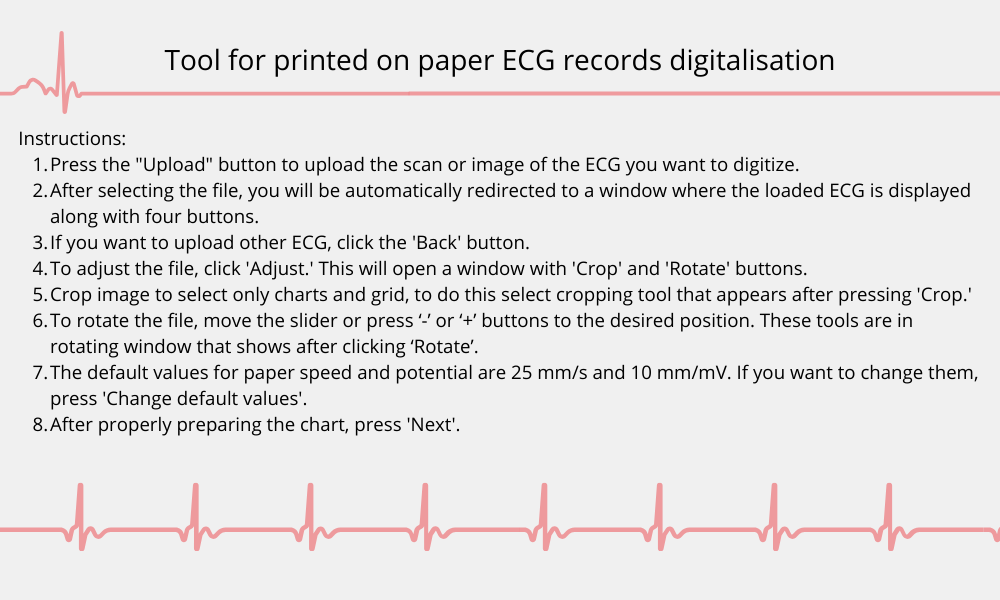 Tool for printed on paper ECG records digitalisation
Instructions:
1. Press the "Upload" button to upload the scan or image of the ECG you want to digitize.
2. After selecting the file, you will be automatically redirected to a window where the loaded ECG is displayed
along with four buttons.
3. If you want to upload other ECG, click the 'Back' button.
4. To adjust the file, click 'Adjust.' This will open a window with 'Crop' and 'Rotate' buttons.
5. Crop image to select only charts and grid, to do this select cropping tool that appears after pressing 'Crop.'
6. To rotate the file, move the slider or press ‘-’ or ‘+’ buttons to the desired position. These tools are in
rotating window that shows after clicking ‘Rotate’.
7. The default values for paper speed and potential are 25 mm/s and 10 mm/mV. If you want to change them,
press 'Change default values'.
8. After properly preparing the chart, press 'Next'.